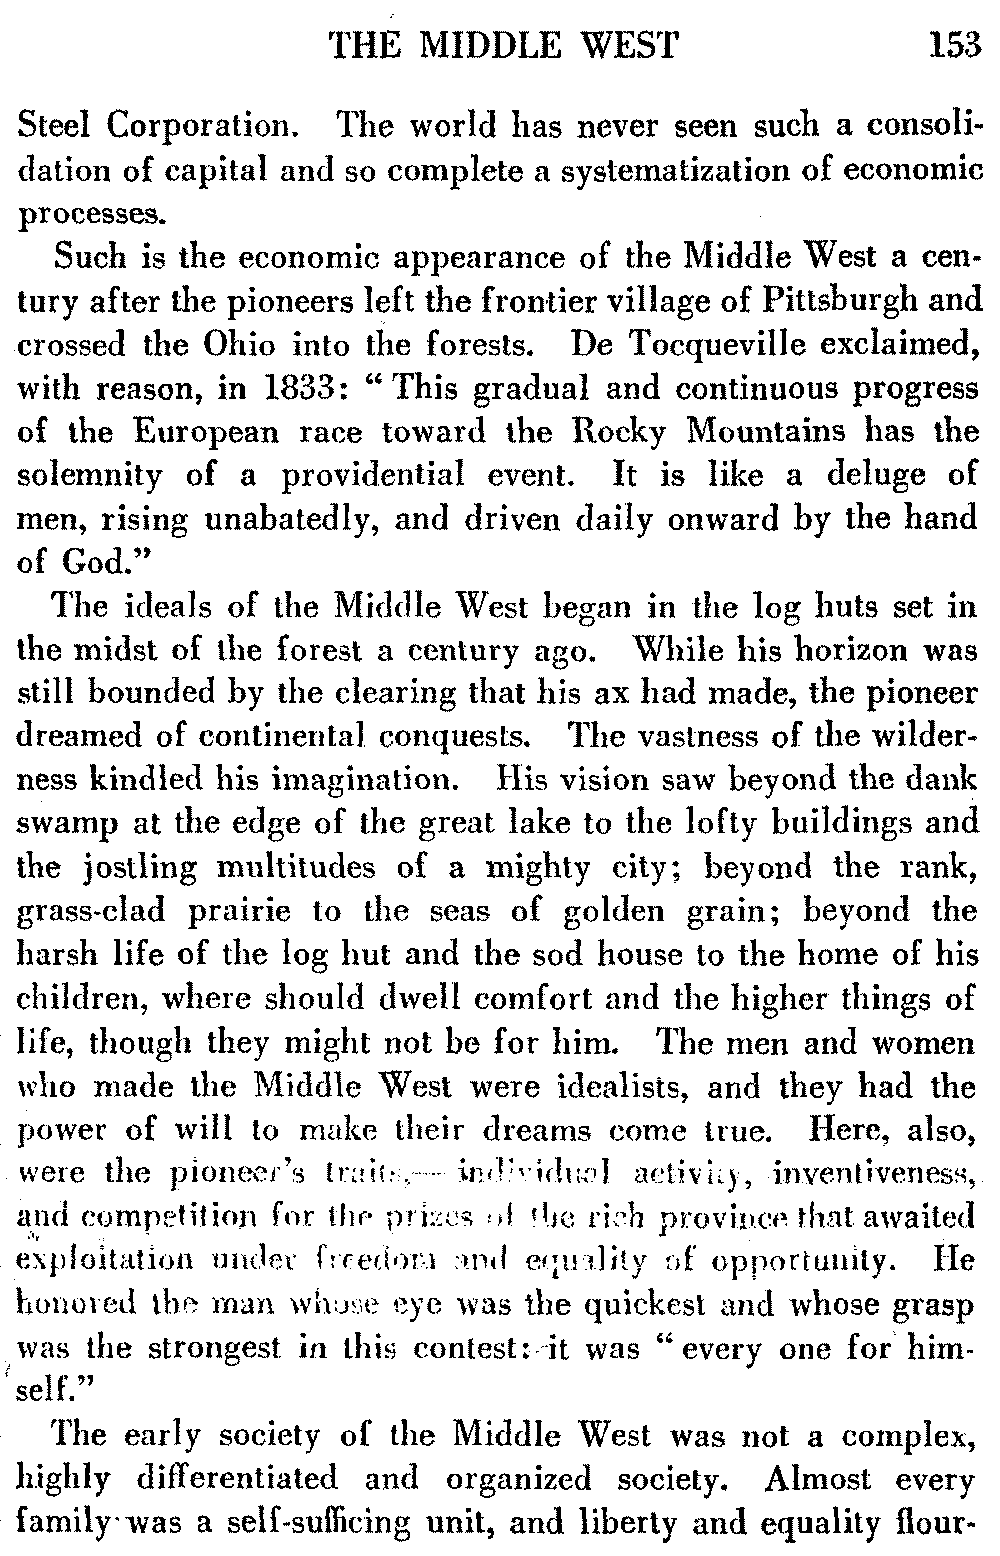 THE MIDDLE WEST 153
Steel Corporation. The world has never seen such a consoli-
dation of capital and so complete a systematization of economic
processes.
Such is the economic appearance of the Middle West a cen-
tury after the pioneers left the frontier village of Pittsburgh and
crossed the Ohio into the forests. De Tocqueville exclaimed,
with reason, in 1833: “ This gradual and continuous progress
of the European race toward the Rocky Mountains has the
solemnity of a providential event. It is like a deluge of
men, rising unabatedly, and driven daily onward by the hand
of God.”
The ideals of the Middle West began in the log huts set in
the midst of the forest a century ago. While his horizon was
still bounded by the clearing that his ax had made, the pioneer
dreamed of continental conquests. The vastness of the wilder-
ness kindled his imagination. His vision saw beyond the dank
swamp at the edge of the great lake to the lofty buildings and
the jostling multitudes of a mighty city; beyond the rank,
grass-clad prairie to the seas of golden grain; beyond the
harsh life of the log hut and the sod house to the home of his
children, where should dwell comfort and the higher things of
life, though they might not be for him. The men and women
who made the Middle West were idealists, and they had the
power of will to make their dreams come true. Here, also,
were the pioneer’s traits,— individual activity, inventiveness,
and competition for the prizes of the rich province that awaited
exploitation under freedom and equality of opportunity. He
honored the man whose eye was the quickest and whose grasp
was the strongest in this contest: it was “ every one for him-
self.”
The early society of the Middle West was not a complex,
highly differentiated and organized society. Almost every
family was a self-sufficing unit, and liberty and equality flour-